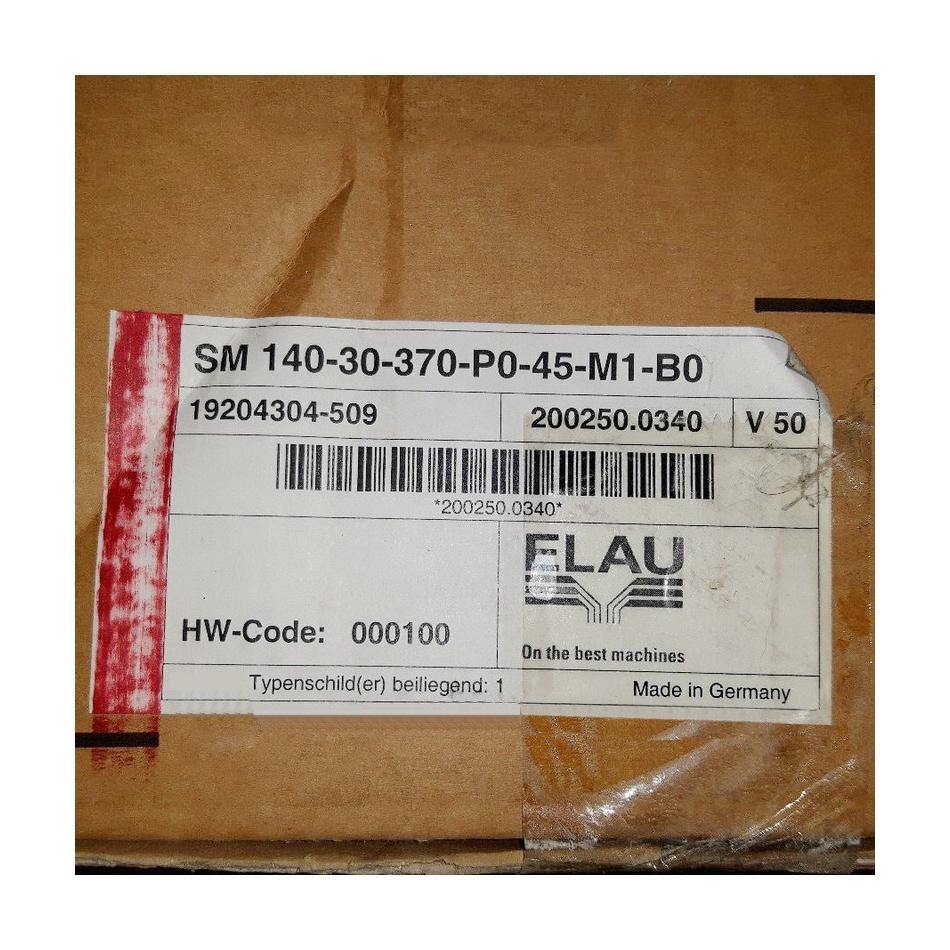 SM 140-30-370-P0-45-M1-B0
19204304-509 200250.0340 V 50
*200250.0340*
ELAU
HW-Code: 000100
On the best machines
Typenschild(er) beiliegend: 1 Made in Germany